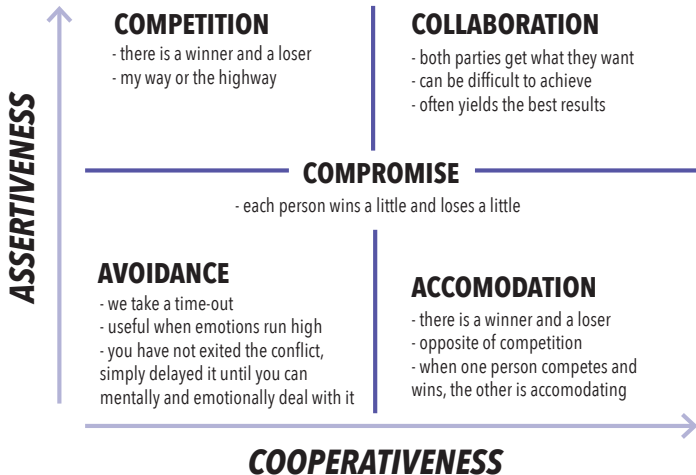 COMPETITION
- there is a winner and a loser
- my way or the highway
COLLABORATION
- both parties get what they want
- can be difficult to achieve
- often yields the best results
COMPROMISE
- each person wins a little and loses a little
AVOIDANCE
- we take a time-out
- useful when emotions run high
- you have not exited the conflict,
simply delayed it until you can
mentally and emotionally deal with it
ACCOMODATION
- there is a winner and a loser
- opposite of competition
- when one person competes and
wins, the other is accomodating
ASSERTIVENESS
COOPERATIVENESS